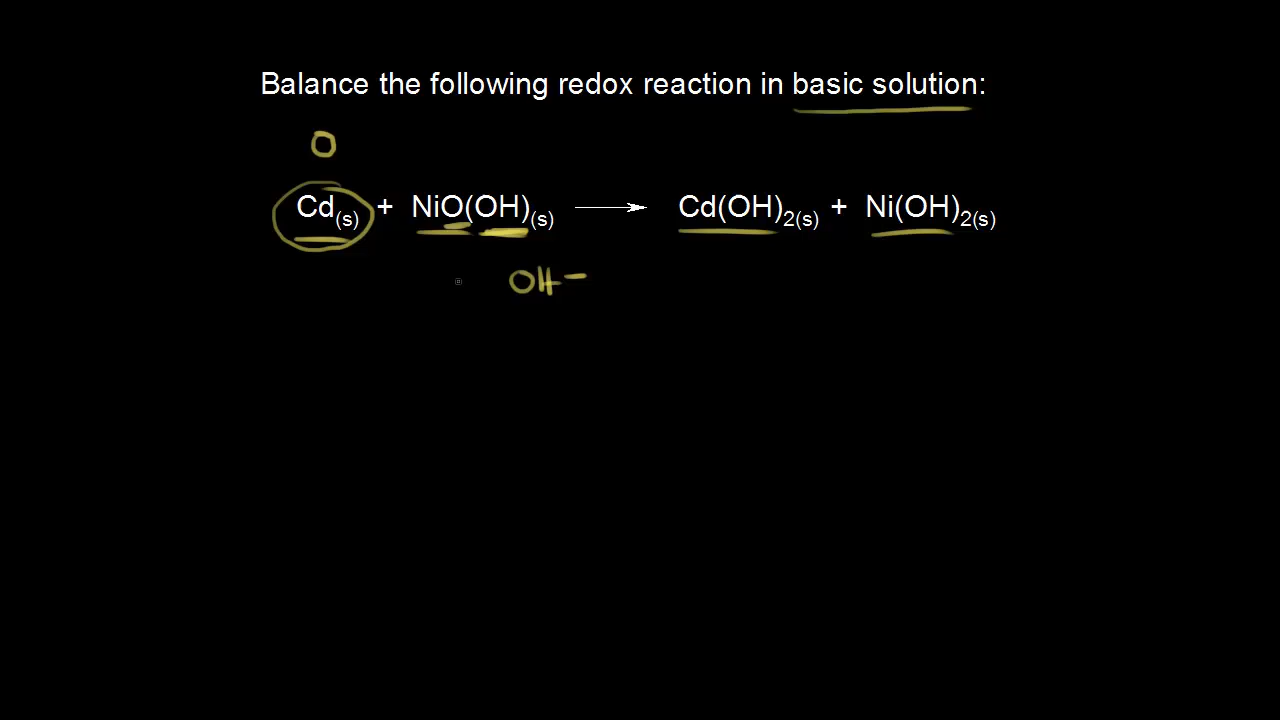 Balance the following redox reaction in basic solution:
0
Cd(s) + NiO(OH)(s) ⟶ Cd(OH)2(s) + Ni(OH)2(s)
OH−